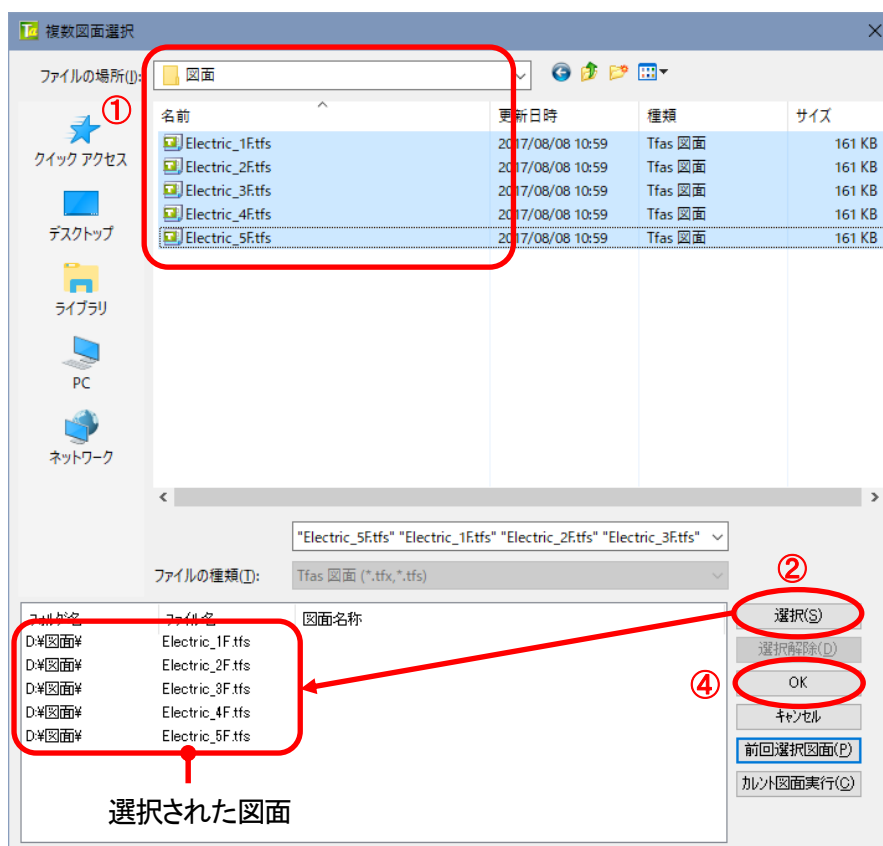 複数図面選択
ファイルの場所(I): 図面
①
名前 更新日時 種類 サイズ
Electric_1F.tfs 2017/08/08 10:59 Tfas 図面 161 KB
Electric_2F.tfs 2017/08/08 10:59 Tfas 図面 161 KB
Electric_3F.tfs 2017/08/08 10:59 Tfas 図面 161 KB
Electric_4F.tfs 2017/08/08 10:59 Tfas 図面 161 KB
Electric_5F.tfs 2017/08/08 10:59 Tfas 図面 161 KB
クイック アクセス
デスクトップ
ライブラリ
PC
ネットワーク
"Electric_5F.tfs" "Electric_1F.tfs" "Electric_2F.tfs" "Electric_3F.tfs"
ファイルの種類(T): Tfas 図面 (*.tfx,*.tfs)
②
フォルダ名 ファイル名 図面名称
D:¥図面¥ Electric_1F.tfs
D:¥図面¥ Electric_2F.tfs
D:¥図面¥ Electric_3F.tfs
D:¥図面¥ Electric_4F.tfs
D:¥図面¥ Electric_5F.tfs
選択(S)
選択解除(D)
④
OK
キャンセル
前回選択図面(P)
カレント図面実行(C)
選択された図面